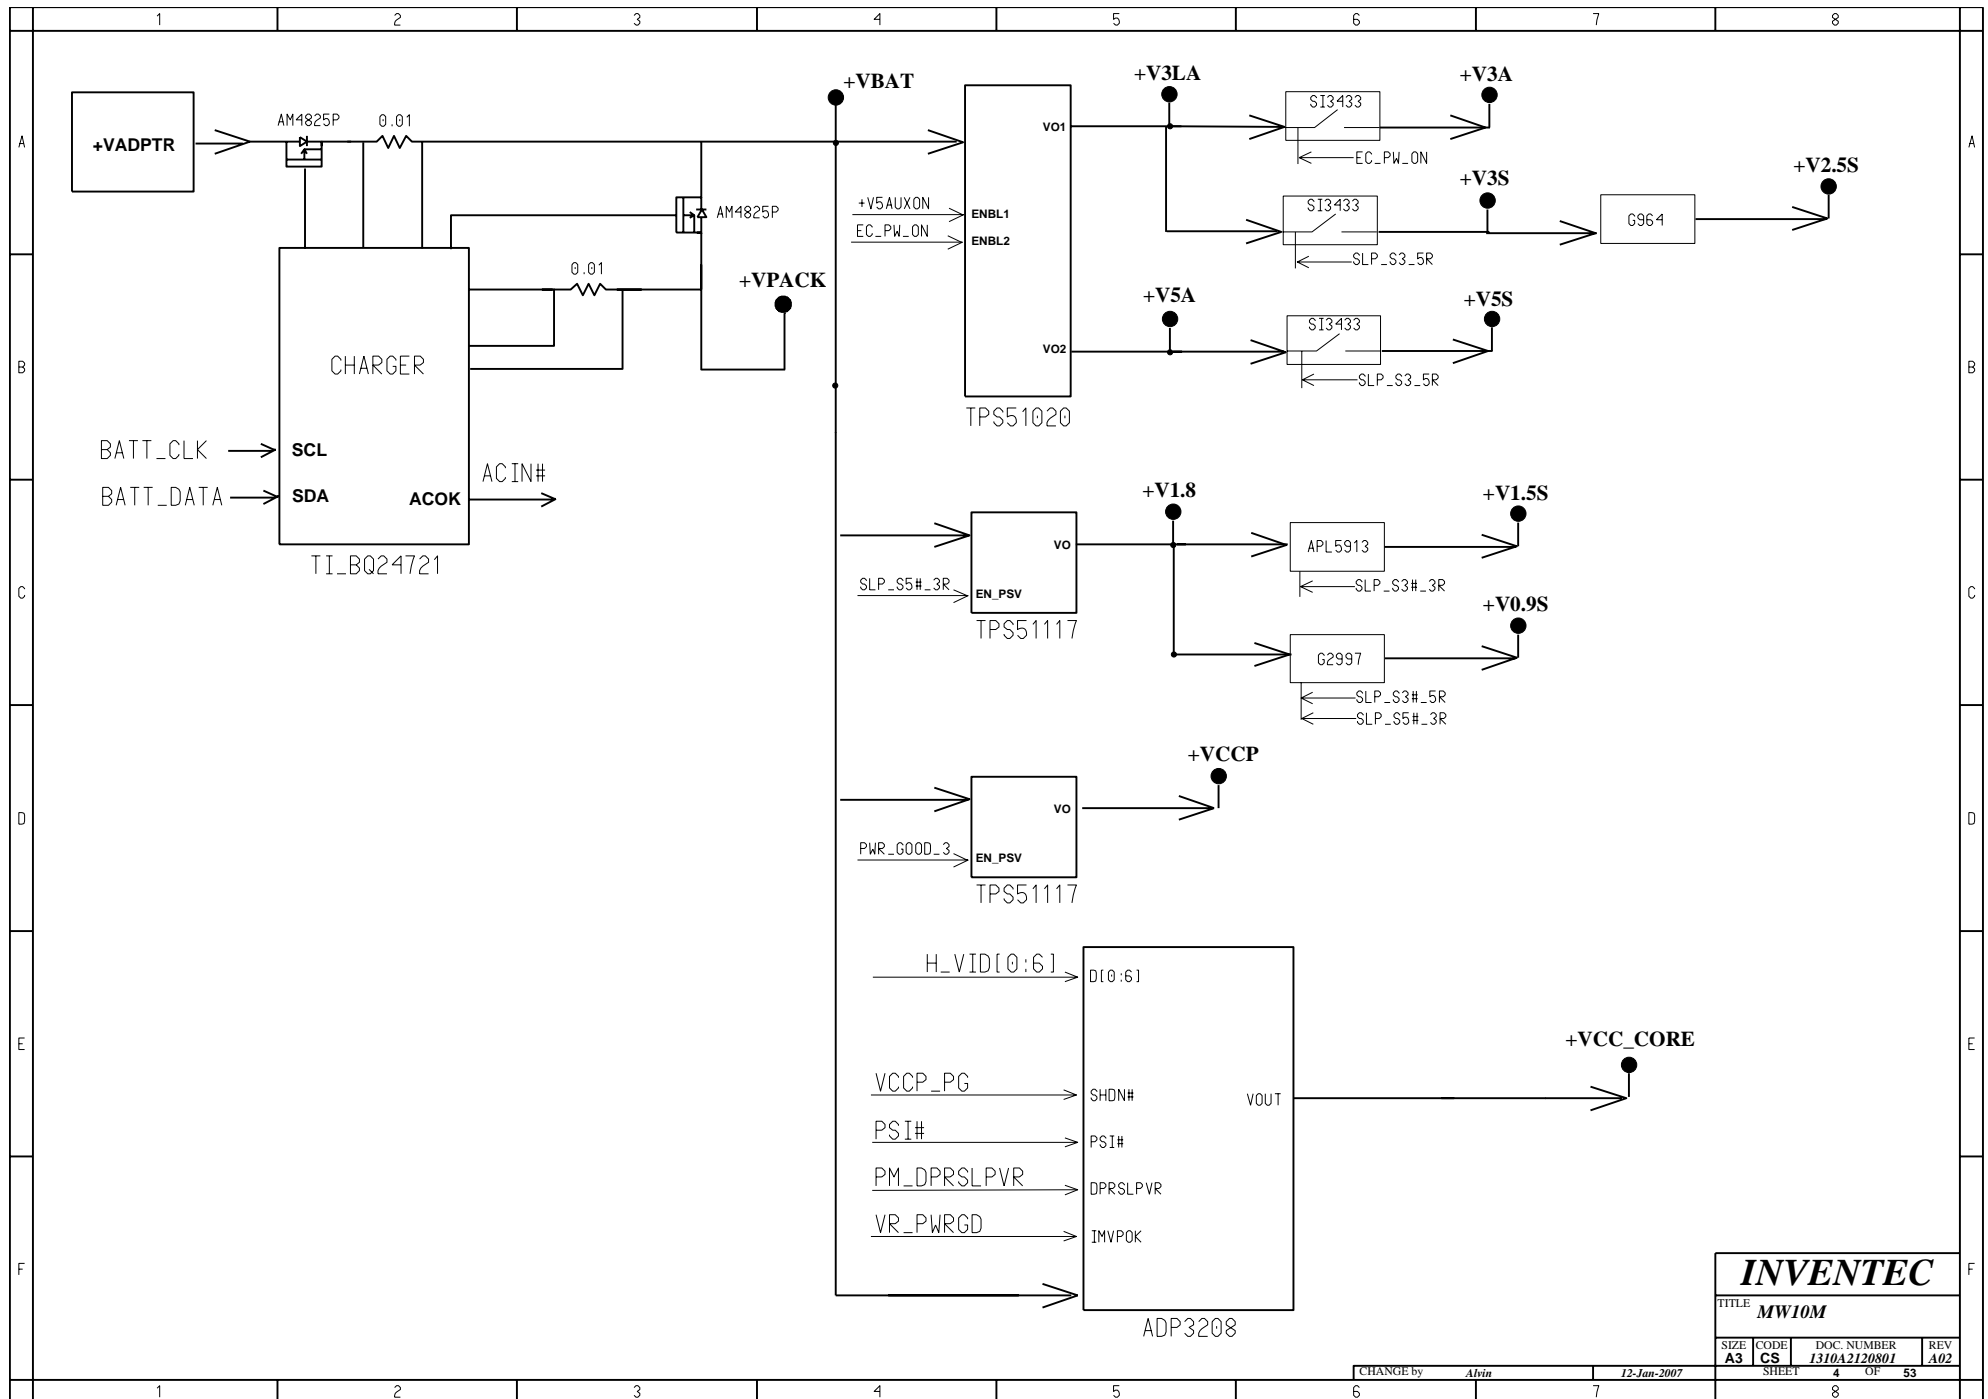 1 2 3 4 5 6 7 8
+VBAT +V3LA +V3A
AM4825P 0.01 SI3433
A +VADPTR VO1 A
EC_PW_ON
+V2.5S
+V3S
+V5AUXON SI3433
AM4825P ENBL1 G964
EC_PW_ON ENBL2
SLP_S3_5R
0.01
+VPACK +V5A +V5S
SI3433
VO2
B CHARGER B
SLP_S3_5R
TPS51020
BATT_CLK SCL
ACIN#
BATT_DATA SDA ACOK +V1.8 +V1.5S
VO APL5913
TI_BQ24721
SLP_S5#_3R EN_PSV SLP_S3#_3R
C C
+V0.9S
TPS51117
G2997
SLP_S3#_5R
SLP_S5#_3R
+VCCP
VO
D D
PWR_GOOD_3 EN_PSV
TPS51117
H_VID[0:6] D[0:6]
E +VCC_CORE E
VCCP_PG SHDN# VOUT
PSI# PSI#
PM_DPRSLPVR DPRSLPVR
VR_PWRGD IMVPOK
F F
INVENTEC
TITLE MW10M
ADP3208
SIZE CODE DOC. NUMBER REV
A3 CS 1310A2120801 A02
CHANGE by Alvin 12-Jan-2007 SHEET 4 OF 53
1 2 3 4 5 6 7 8